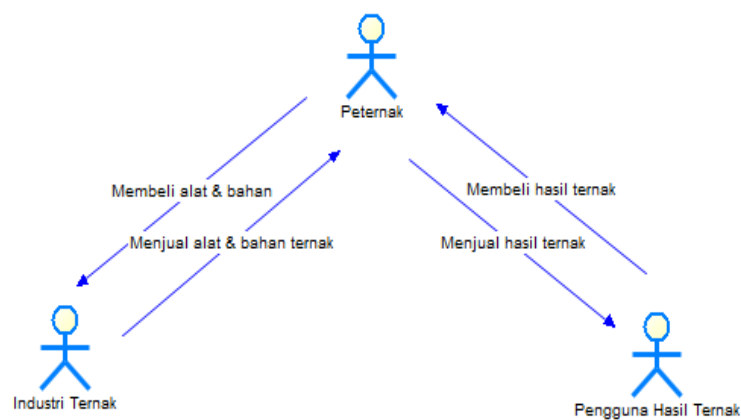 Peternak
Membeli alat & bahan
Membeli hasil ternak
Menjual alat & bahan ternak
Menjual hasil ternak
Industri Ternak
Pengguna Hasil Ternak